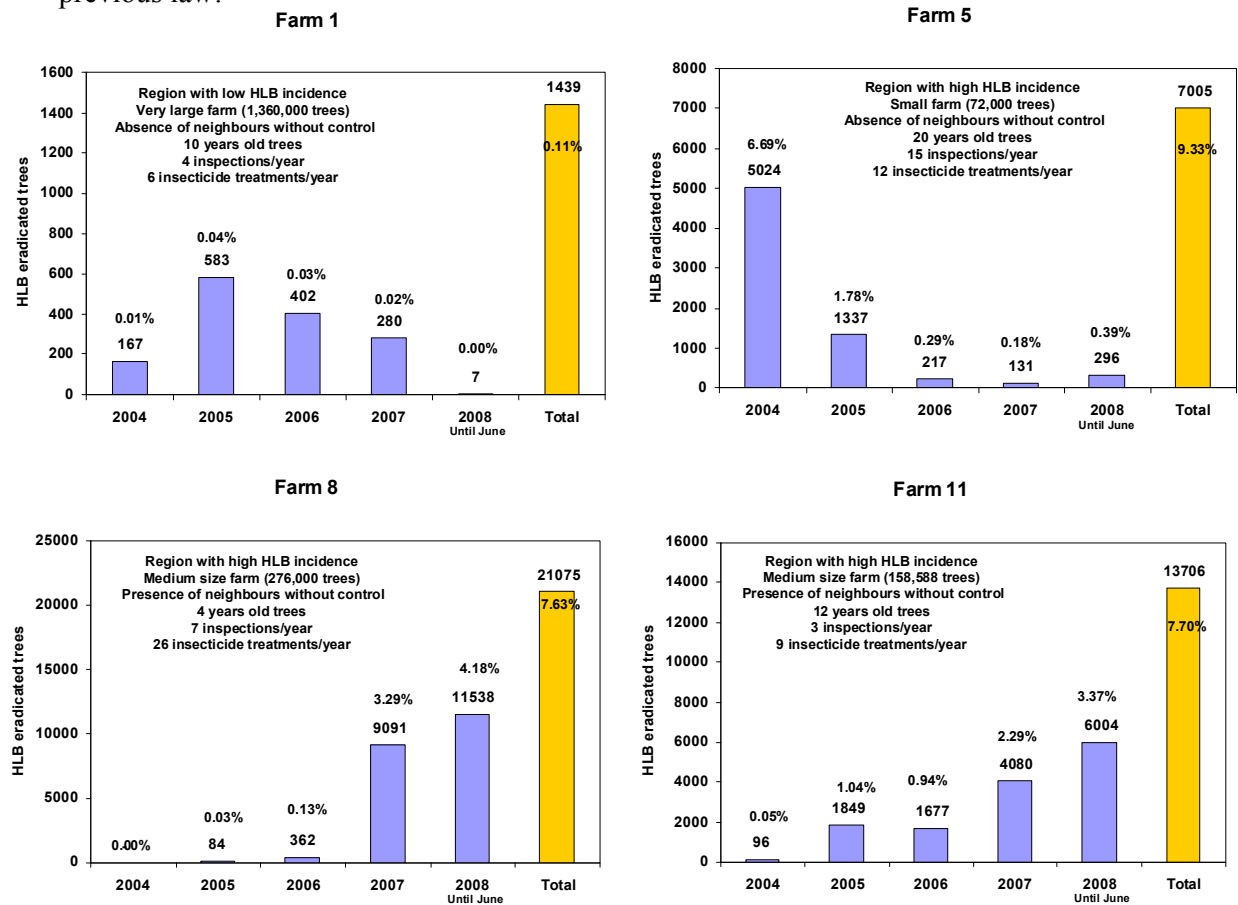 previous law.
Farm 1
HLB eradicated trees
1600
1400
1200
1000
800
600
400
200
0
Region with low HLB incidence
Very large farm (1,360,000 trees)
Absence of neighbours without control
10 years old trees
4 inspections/year
6 insecticide treatments/year
0.01%
167
0.04%
583
0.03%
402
0.02%
280
0.00%
7
1439
0.11%
2004
2005
2006
2007
2008
Until June
Total
Farm 5
HLB eradicated trees
8000
7000
6000
5000
4000
3000
2000
1000
0
Region with high HLB incidence
Small farm (72,000 trees)
Absence of neighbours without control
20 years old trees
15 inspections/year
12 insecticide treatments/year
6.69%
5024
1.78%
1337
0.29%
217
0.18%
131
0.39%
296
7005
9.33%
2004
2005
2006
2007
2008
Until June
Total
Farm 8
HLB eradicated trees
25000
20000
15000
10000
5000
0
Region with high HLB incidence
Medium size farm (276,000 trees)
Presence of neighbours without control
4 years old trees
7 inspections/year
26 insecticide treatments/year
0.00%
0.03%
84
0.13%
362
3.29%
9091
4.18%
11538
21075
7.63%
2004
2005
2006
2007
2008
Until June
Total
Farm 11
HLB eradicated trees
16000
14000
12000
10000
8000
6000
4000
2000
0
Region with high HLB incidence
Medium size farm (158,588 trees)
Presence of neighbours without control
12 years old trees
3 inspections/year
9 insecticide treatments/year
0.05%
96
1.04%
1849
0.94%
1677
2.29%
4080
3.37%
6004
13706
7.70%
2004
2005
2006
2007
2008
Until June
Total